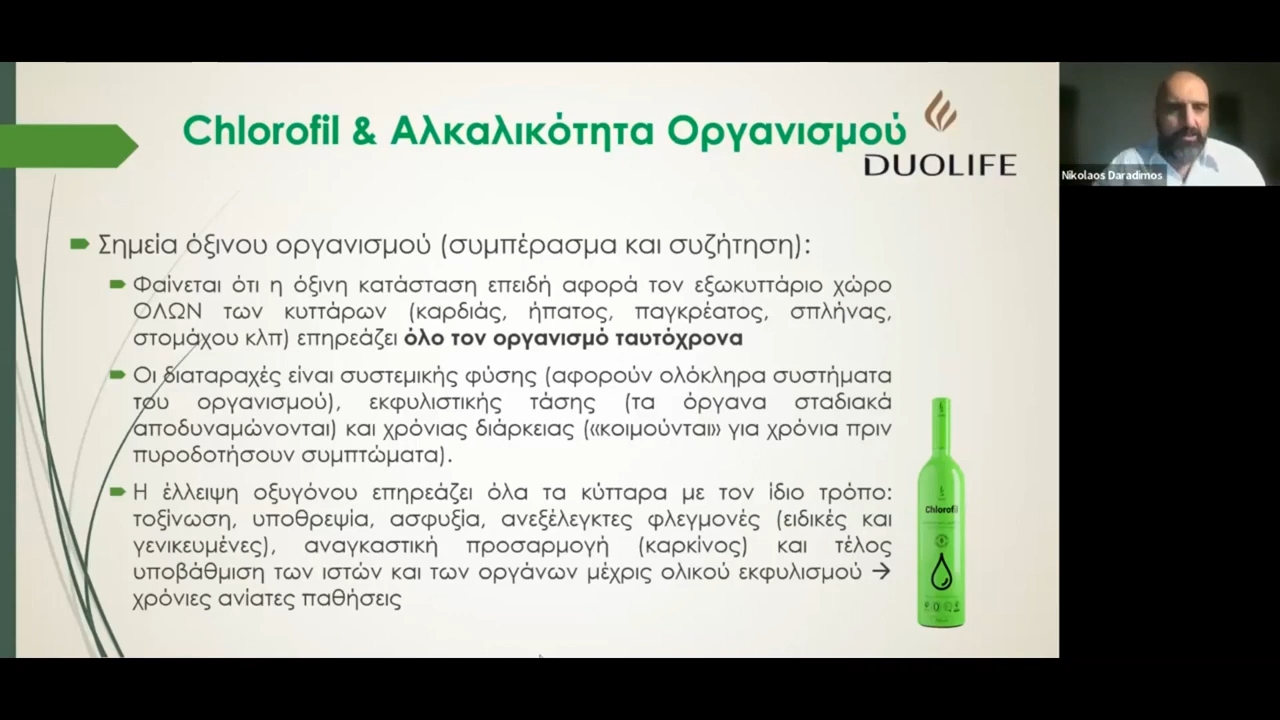 Chlorofil & Αλκαλικότητα Οργανισμού
DUOLIFE
Nikolaos Daradimos
Σημεία όξινου οργανισμού (συμπέρασμα και συζήτηση):
Φαίνεται ότι η όξινη κατάσταση επειδή αφορά τον εξωκυττάριο χώρο
ΟΛΩΝ των κυττάρων (καρδιάς, ήπατος, παγκρέατος, σπλήνας,
στομάχου κλπ) επηρεάζει όλο τον οργανισμό ταυτόχρονα
Οι διαταραχές είναι συστεμικής φύσης (αφορούν ολόκληρα συστήματα
του οργανισμού), εκφυλιστικής τάσης (τα όργανα σταδιακά
αποδυναμώνονται) και χρόνιας διάρκειας («κοιμούνται» για χρόνια πριν
πυροδοτήσουν συμπτώματα).
Η έλλειψη οξυγόνου επηρεάζει όλα τα κύτταρα με τον ίδιο τρόπο:
τοξίνωση, υποθρεψία, ασφυξία, ανεξέλεγκτες φλεγμονές (ειδικές και
γενικευμένες), αναγκαστική προσαρμογή (καρκίνος) και τέλος
υποβάθμιση των ιστών και των οργάνων μέχρις ολικού εκφυλισμού →
χρόνιες ανίατες παθήσεις
Chlorofil